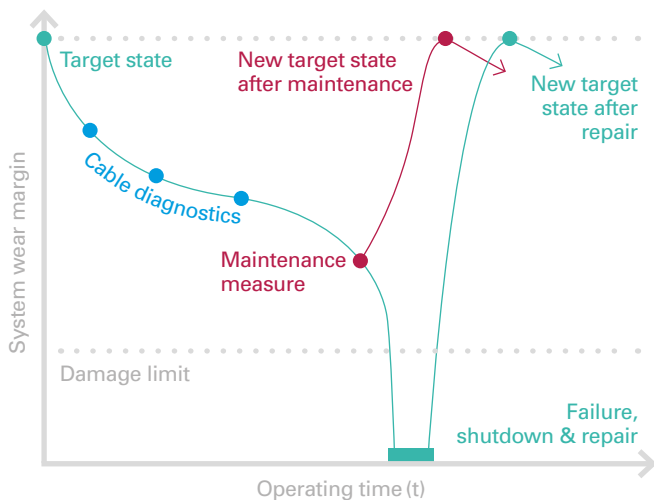 Target state
New target state
after maintenance
New target
state after
repair
Cable diagnostics
Maintenance
measure
System wear margin
Damage limit
Failure,
shutdown & repair
Operating time (t)